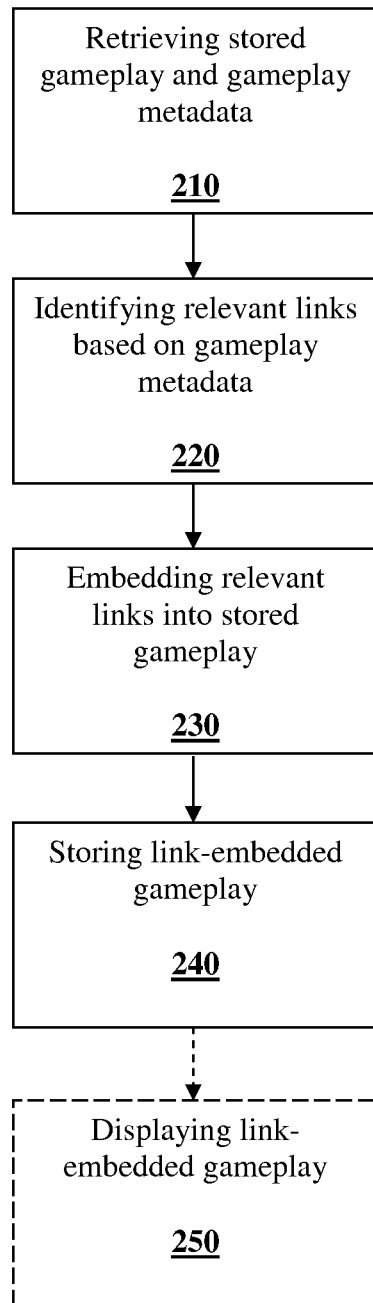 Retrieving stored
gameplay and gameplay
metadata
210
Identifying relevant links
based on gameplay
metadata
220
Embedding relevant
links into stored
gameplay
230
Storing link-embedded
gameplay
240
Displaying link-
embedded gameplay
250